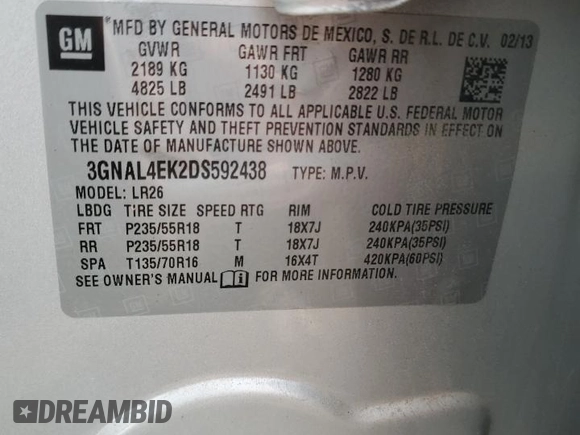 GM
*MFD BY GENERAL MOTORS DE MEXICO, S. DE R.L. DE C.V. 02/13
GVWR GAWR FRT GAWR RR
2189 KG 1130 KG 1280 KG
4825 LB 2491 LB 2822 LB
THIS VEHICLE CONFORMS TO ALL APPLICABLE U.S. FEDERAL MOTOR
VEHICLE SAFETY AND THEFT PREVENTION STANDARDS IN EFFECT ON
THE DATE OF MANUFACTURE SHOWN ABOVE.
3GNAL4EK2DS592438 TYPE: M.P.V.
MODEL: LR26
LBDG TIRE SIZE SPEED RTG RIM COLD TIRE PRESSURE
FRT P235/55R18 T 18X7J 240KPA(35PSI)
RR P235/55R18 T 18X7J 240KPA(35PSI)
SPA T135/70R16 M 16X4T 420KPA(60PSI)
SEE OWNER'S MANUAL FOR MORE INFORMATION.
DREAMBID